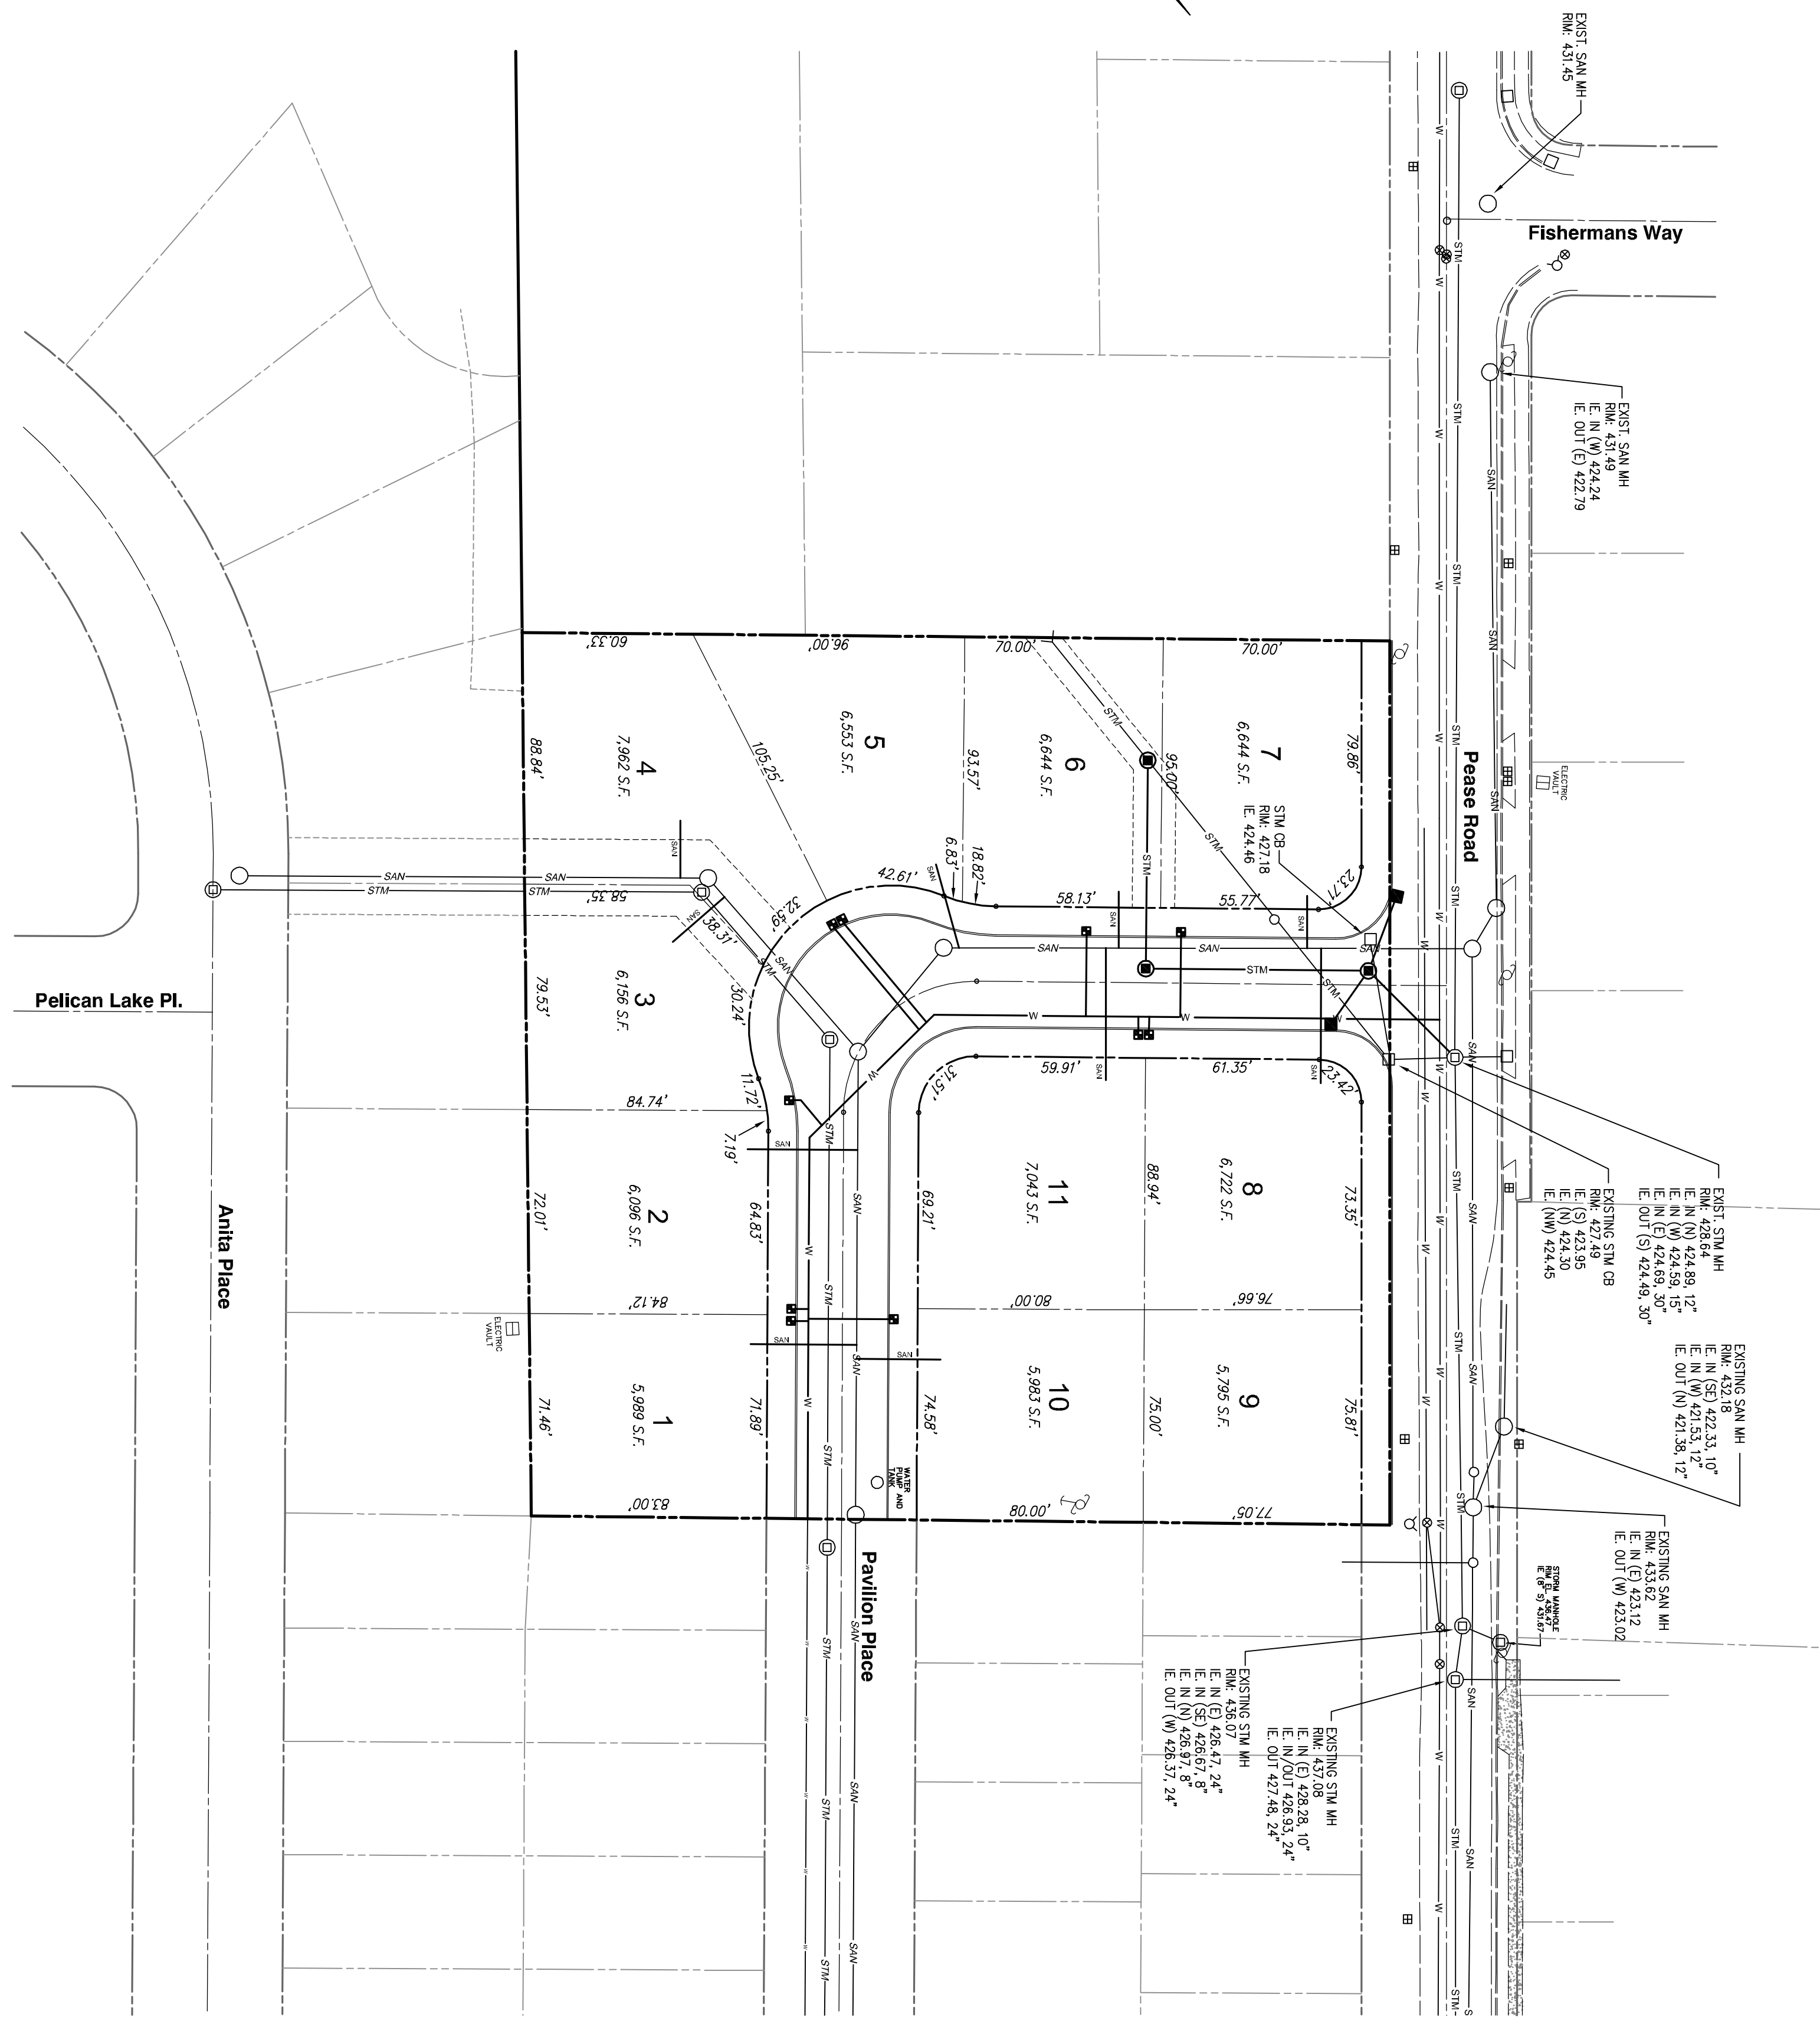 EXIST. SAN MH
RIM: 431.45
Fishermans Way
EXIST. SAN MH
RIM: 431.49
IE. IN (W) 424.24
IE. OUT (E) 422.79
Pease Road
ELECTRIC
VAULT
STM CB
RIM: 427.18
IE. 424.46
EXIST. STM MH
RIM: 428.64
IE. IN (N) 424.89, 12"
IE. IN (W) 424.59, 15"
IE. IN (E) 424.69, 30"
IE. OUT (S) 424.49, 30"
EXISTING STM CB
RIM: 427.49
IE. (S) 423.95
IE. (N) 424.30
IE. (NW) 424.45
EXISTING SAN MH
RIM: 432.18
IE. IN (SE) 422.33, 10"
IE. IN (W) 421.53, 12"
IE. OUT (N) 421.38, 12"
EXISTING SAN MH
RIM: 433.62
IE. IN (E) 423.12
IE. OUT (W) 423.02
STORM MANHOLE
RIM EL. 436.47
IE (8" S) 431.67
EXISTING STM MH
RIM: 437.08
IE. IN (E) 428.28, 10"
IE. IN/OUT 426.93, 24"
IE. OUT 427.48, 24"
EXISTING STM MH
RIM: 436.07
IE. IN (E) 426.47, 24"
IE. IN (SE) 426.67, 8"
IE. IN (N) 426.97, 8"
IE. OUT (W) 426.37, 24"
60.33'
96.00'
70.00'
70.00'
4
7,962 S.F.
88.84'
105.25'
5
6,553 S.F.
93.57'
6
6,644 S.F.
95.00'
7
6,644 S.F.
79.86'
23.71'
55.77'
58.13'
18.82'
6.83'
42.61'
32.59'
38.31'
58.35'
30.24'
3
6,156 S.F.
79.53'
11.72'
7.19'
84.74'
2
6,096 S.F.
72.01'
64.83'
84.12'
1
5,989 S.F.
71.46'
71.89'
83.00'
31.51'
59.91'
61.35'
23.42'
11
7,043 S.F.
69.21'
88.94'
8
6,722 S.F.
73.35'
80.00'
76.66'
10
5,983 S.F.
74.58'
75.00'
9
5,795 S.F.
75.81'
80.00'
77.05'
WATER
PUMP AND
TANK
ELECTRIC
VAULT
Pavilion Place
Anita Place
Pelican Lake Pl.
STM
SAN
W